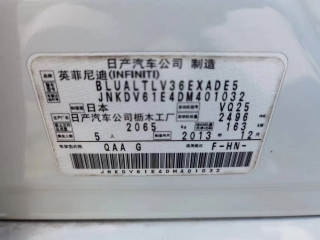 日产汽车公司 制造
英菲尼迪(INFINITI) BLUALTLV36EXADE5
JNKDV61E4DM401032
日本 VQ25
日产汽车公司栃木工厂 2496
2065 163
5 人 2013 年 12 月
QAA G F-HN-
JNKDV61E4DM401032